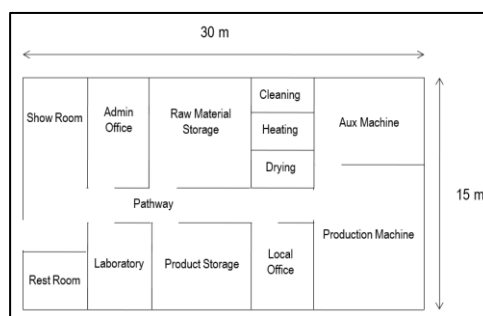 30 m
Show Room
Admin
Office
Raw Material
Storage
Cleaning
Heating
Drying
Aux Machine
15 m
Pathway
Production Machine
Rest Room
Laboratory
Product Storage
Local
Office